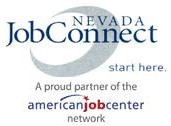 NEVADA
JobConnect
start here.
A proud partner of the
americanjobcenter
network